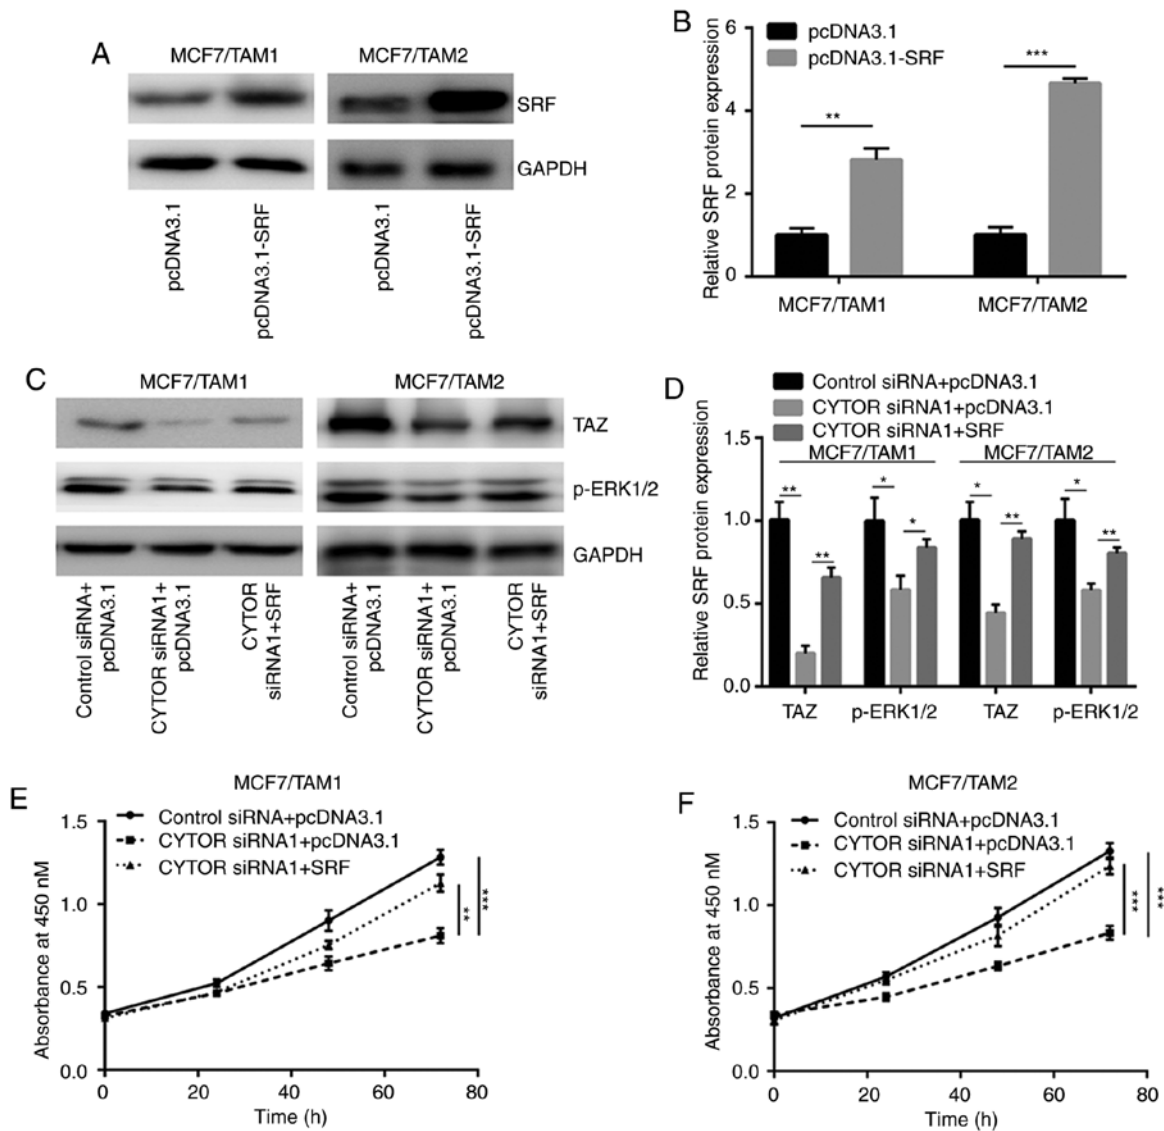 A
MCF7/TAM1
MCF7/TAM2
SRF
GAPDH
pcDNA3.1
pcDNA3.1-SRF
pcDNA3.1
pcDNA3.1-SRF
B
pcDNA3.1
pcDNA3.1-SRF
Relative SRF protein expression
6
4
2
0
**
***
MCF7/TAM1
MCF7/TAM2
C
MCF7/TAM1
MCF7/TAM2
TAZ
p-ERK1/2
GAPDH
Control siRNA+
pcDNA3.1
CYTOR siRNA1+
pcDNA3.1
CYTOR
siRNA1+SRF
Control siRNA+
pcDNA3.1
CYTOR siRNA1+
pcDNA3.1
CYTOR
siRNA1+SRF
D
Control siRNA+pcDNA3.1
CYTOR siRNA1+pcDNA3.1
CYTOR siRNA1+SRF
Relative SRF protein expression
1.5
1.0
0.5
0.0
MCF7/TAM1
MCF7/TAM2
**
**
*
*
*
**
*
**
TAZ
p-ERK1/2
TAZ
p-ERK1/2
E
MCF7/TAM1
Control siRNA+pcDNA3.1
CYTOR siRNA1+pcDNA3.1
CYTOR siRNA1+SRF
Absorbance at 450 nM
1.5
1.0
0.5
0.0
**
***
0
20
40
60
80
Time (h)
F
MCF7/TAM2
Control siRNA+pcDNA3.1
CYTOR siRNA1+pcDNA3.1
CYTOR siRNA1+SRF
Absorbance at 450 nM
1.5
1.0
0.5
0.0
***
***
0
20
40
60
80
Time (h)